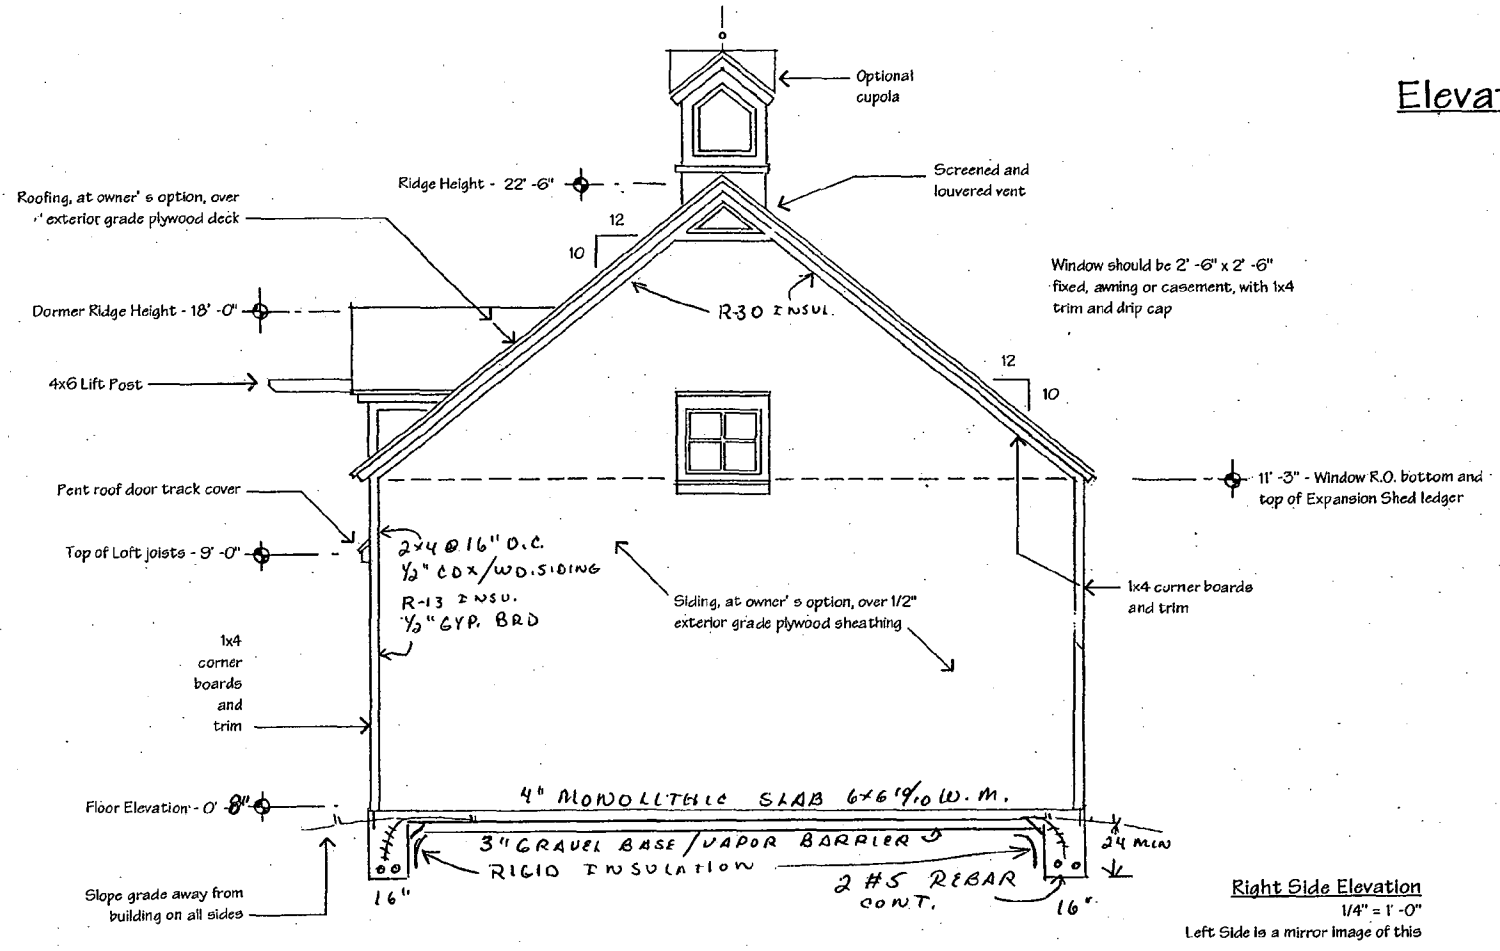 Optional
cupola
Screened and
louvered vent
Ridge Height - 22' -6"
Roofing, at owner' s option, over
exterior grade plywood deck
12
10
Window should be 2' -6" x 2' -6"
fixed, awning or casement, with 1x4
trim and drip cap
Dormer Ridge Height - 18' -0"
R-30 INSUL.
4x6 Lift Post
12
10
Pent roof door track cover
11' -3" - Window R.O. bottom and
top of Expansion Shed ledger
Top of Loft joists - 9' -0"
2x4 @ 16" O.C.
1/2" CDX/WD.SIDING
R-13 INSU.
1/2" GYP. BRD
Siding, at owner' s option, over 1/2"
exterior grade plywood sheathing
1x4 corner boards
and trim
1x4
corner
boards
and
trim
Floor Elevation - 0' -8"
4" MONOLITHIC SLAB 6x6 10/10 W.M.
3" GRAVEL BASE/VAPOR BARRIER
RIGID INSULATION
24 MIN
2 #5 REBAR
CONT.
16"
16"
Slope grade away from
building on all sides
Right Side Elevation
1/4" = 1' -0"
Left Side is a mirror image of this
Eleva